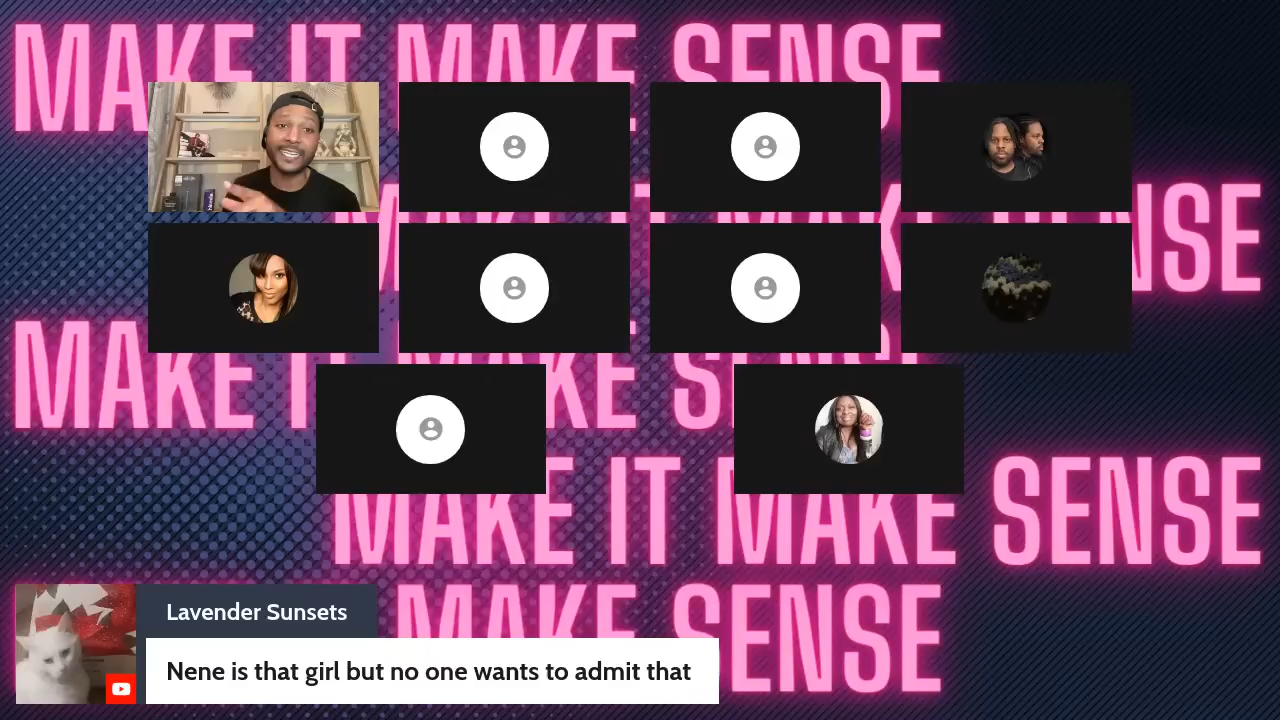 MAKE IT MAKE SENSE
MAKE IT MAKE SENSE
MAKE IT MAKE SENSE
MAKE IT MAKE SENSE
MAKE SENSE
Lavender Sunsets
Nene is that girl but no one wants to admit that